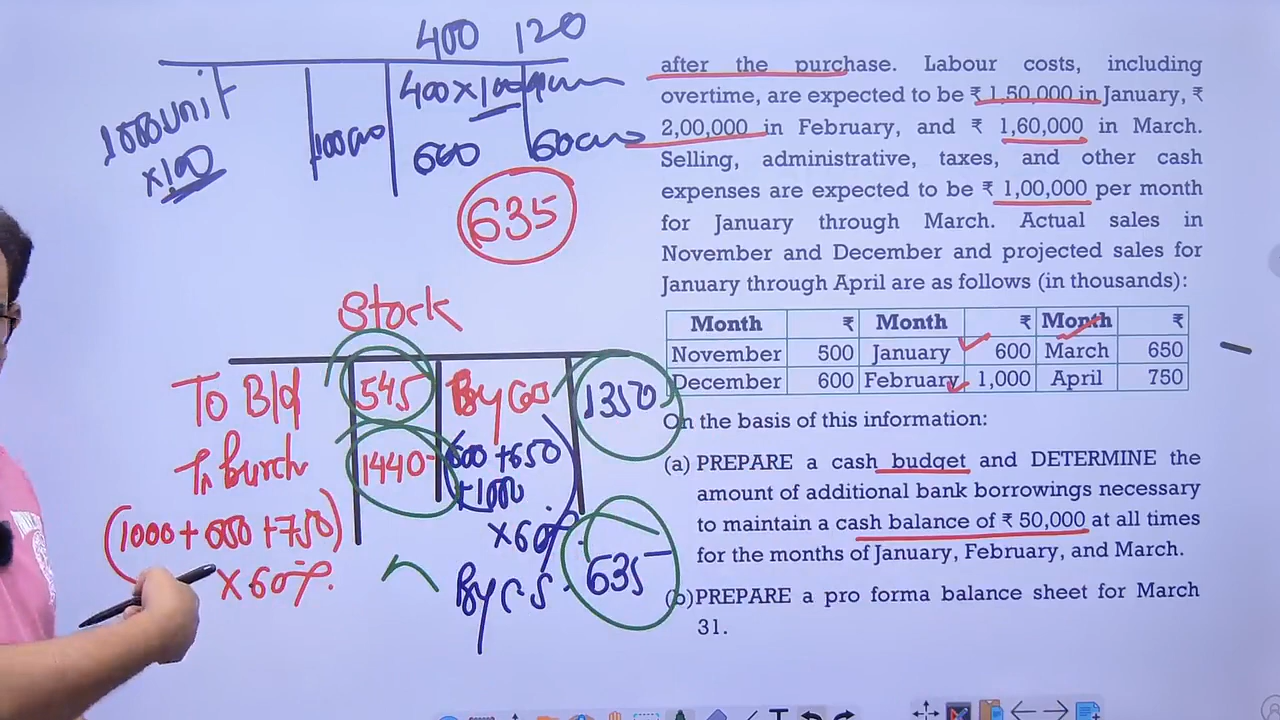 400 120
400×100
1000 unit
×100
600
635
Stock
To B/d 545 By CGS 1350
To Purch 1440
600+650
+1000
×60%
(1000+650+750)
×60%
By C.S. 635
after the purchase. Labour costs, including
overtime, are expected to be ₹ 1,50,000 in January, ₹
2,00,000 in February, and ₹ 1,60,000 in March.
Selling, administrative, taxes, and other cash
expenses are expected to be ₹ 1,00,000 per month
for January through March. Actual sales in
November and December and projected sales for
January through April are as follows (in thousands):
Month ₹ Month ₹ Month ₹
November 500 January 600 March 650
December 600 February 1,000 April 750
On the basis of this information:
(a) PREPARE a cash budget and DETERMINE the
amount of additional bank borrowings necessary
to maintain a cash balance of ₹ 50,000 at all times
for the months of January, February, and March.
(b) PREPARE a pro forma balance sheet for March
31.